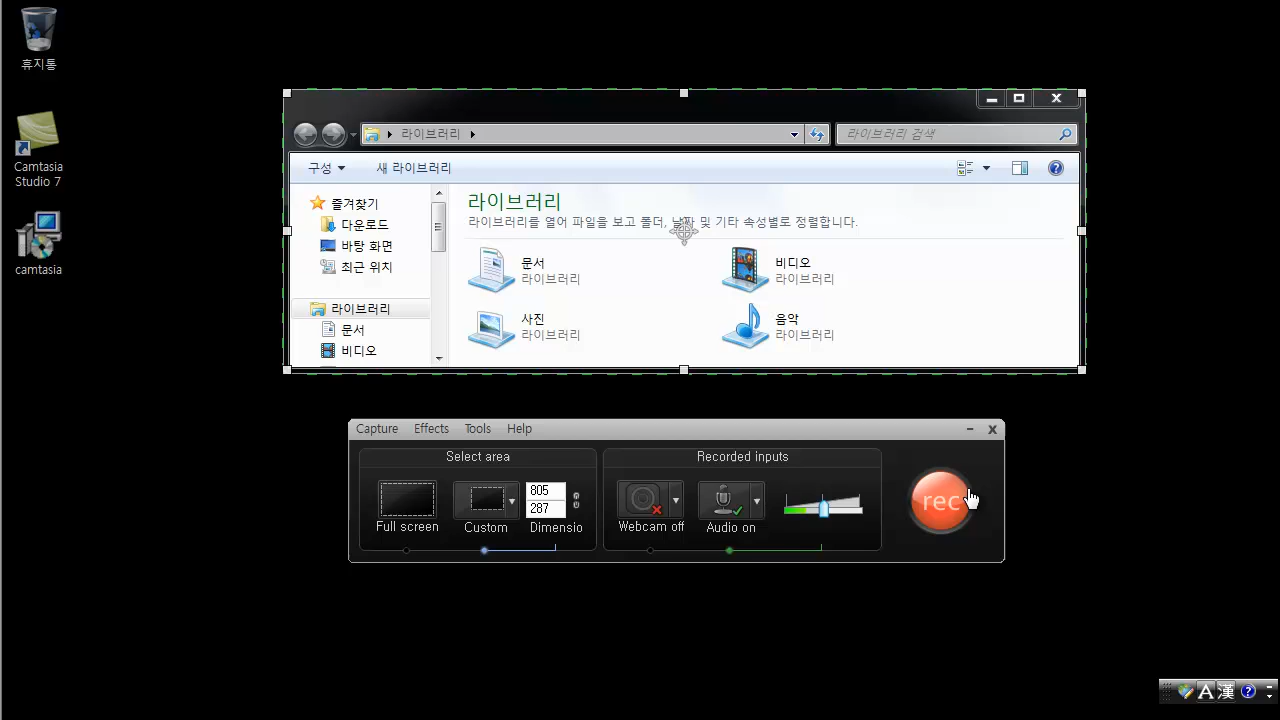 휴지통
Camtasia
Studio 7
camtasia
라이브러리
라이브러리 검색
구성
새 라이브러리
즐겨찾기
다운로드
바탕 화면
최근 위치
라이브러리
문서
비디오
라이브러리
라이브러리를 열어 파일을 보고 폴더, 날짜 및 기타 속성별로 정렬합니다.
문서
라이브러리
비디오
라이브러리
사진
라이브러리
음악
라이브러리
Capture Effects Tools Help
Select area
Recorded inputs
805
287
Full screen
Custom
Dimensio
Webcam off
Audio on
rec
A 漢